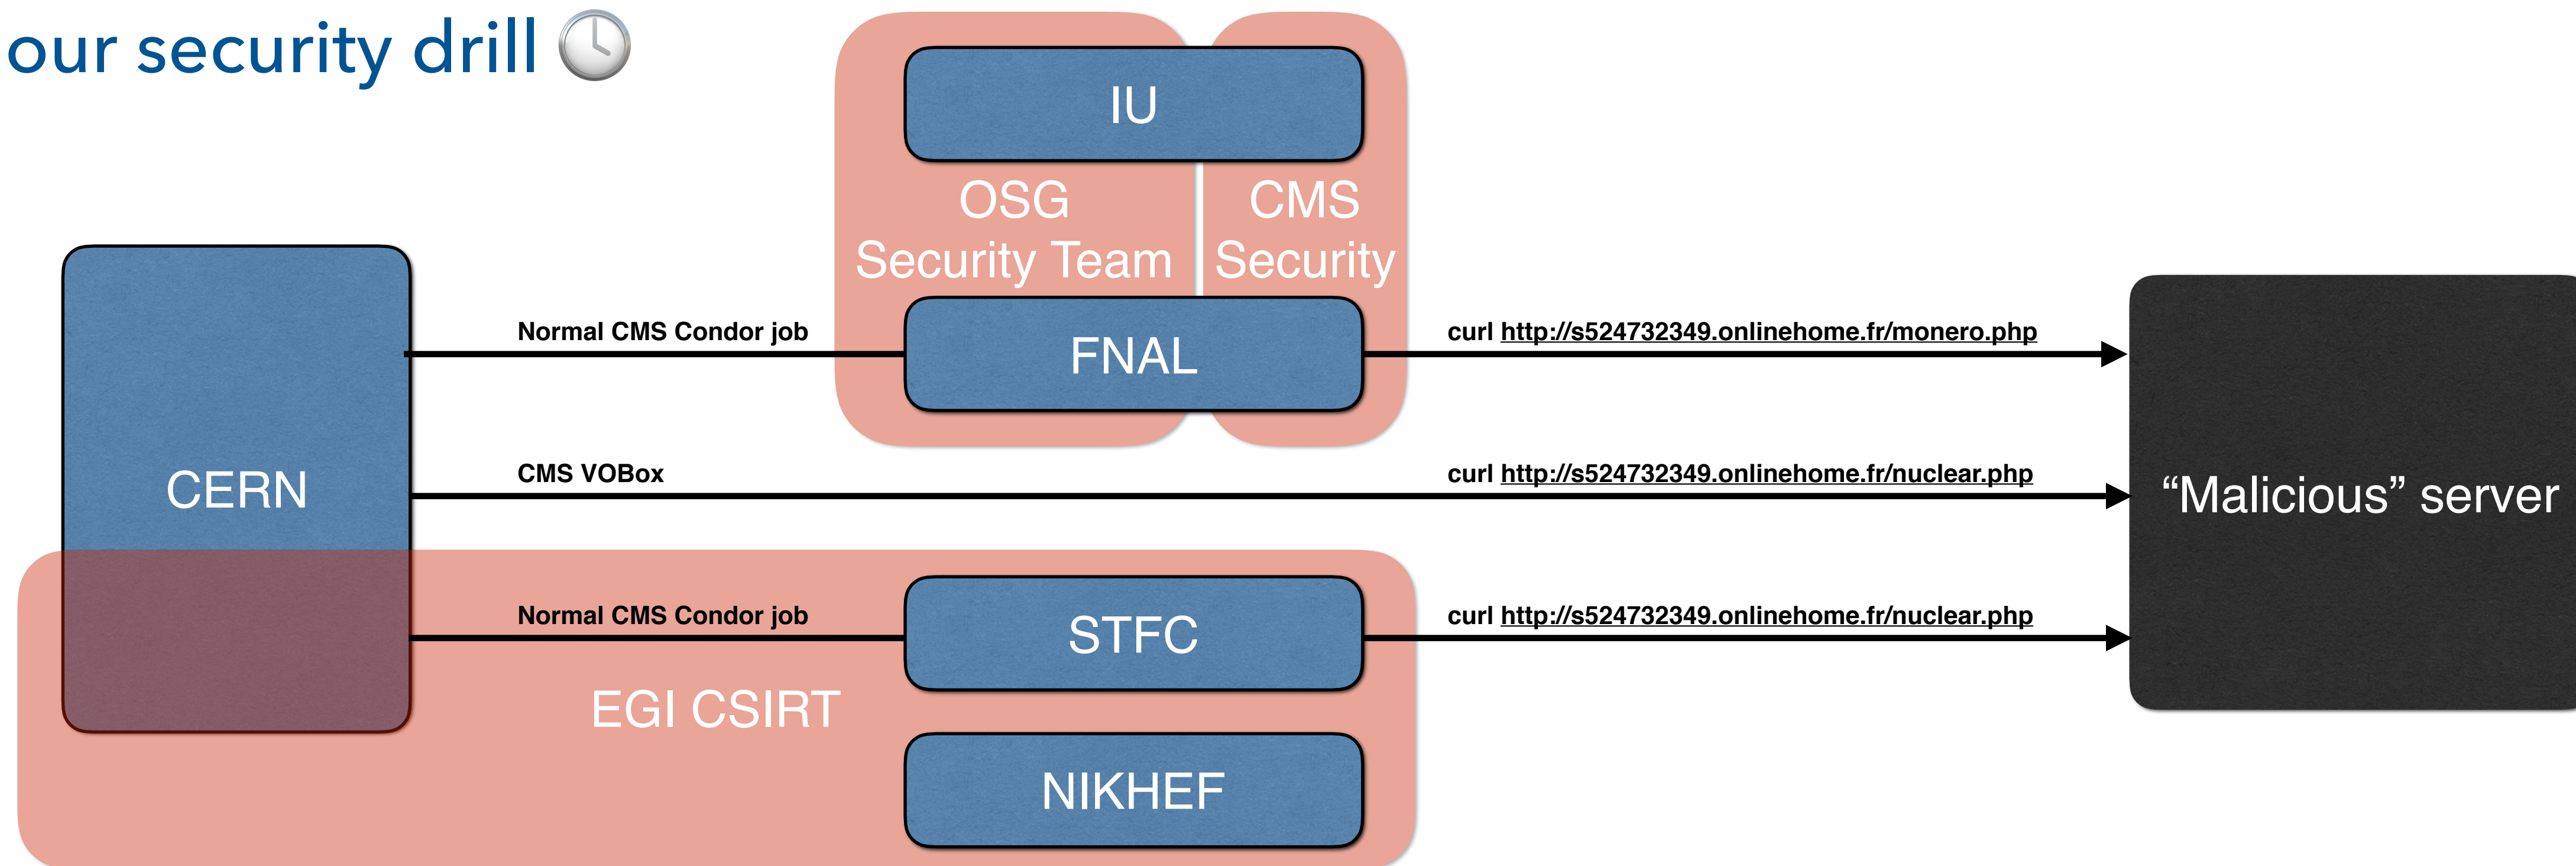 our security drill 🕓
IU
OSG
Security Team
CMS
Security
Normal CMS Condor job
FNAL
curl http://s524732349.onlinehome.fr/monero.php
CERN
CMS VOBox
curl http://s524732349.onlinehome.fr/nuclear.php
“Malicious” server
Normal CMS Condor job
STFC
curl http://s524732349.onlinehome.fr/nuclear.php
EGI CSIRT
NIKHEF